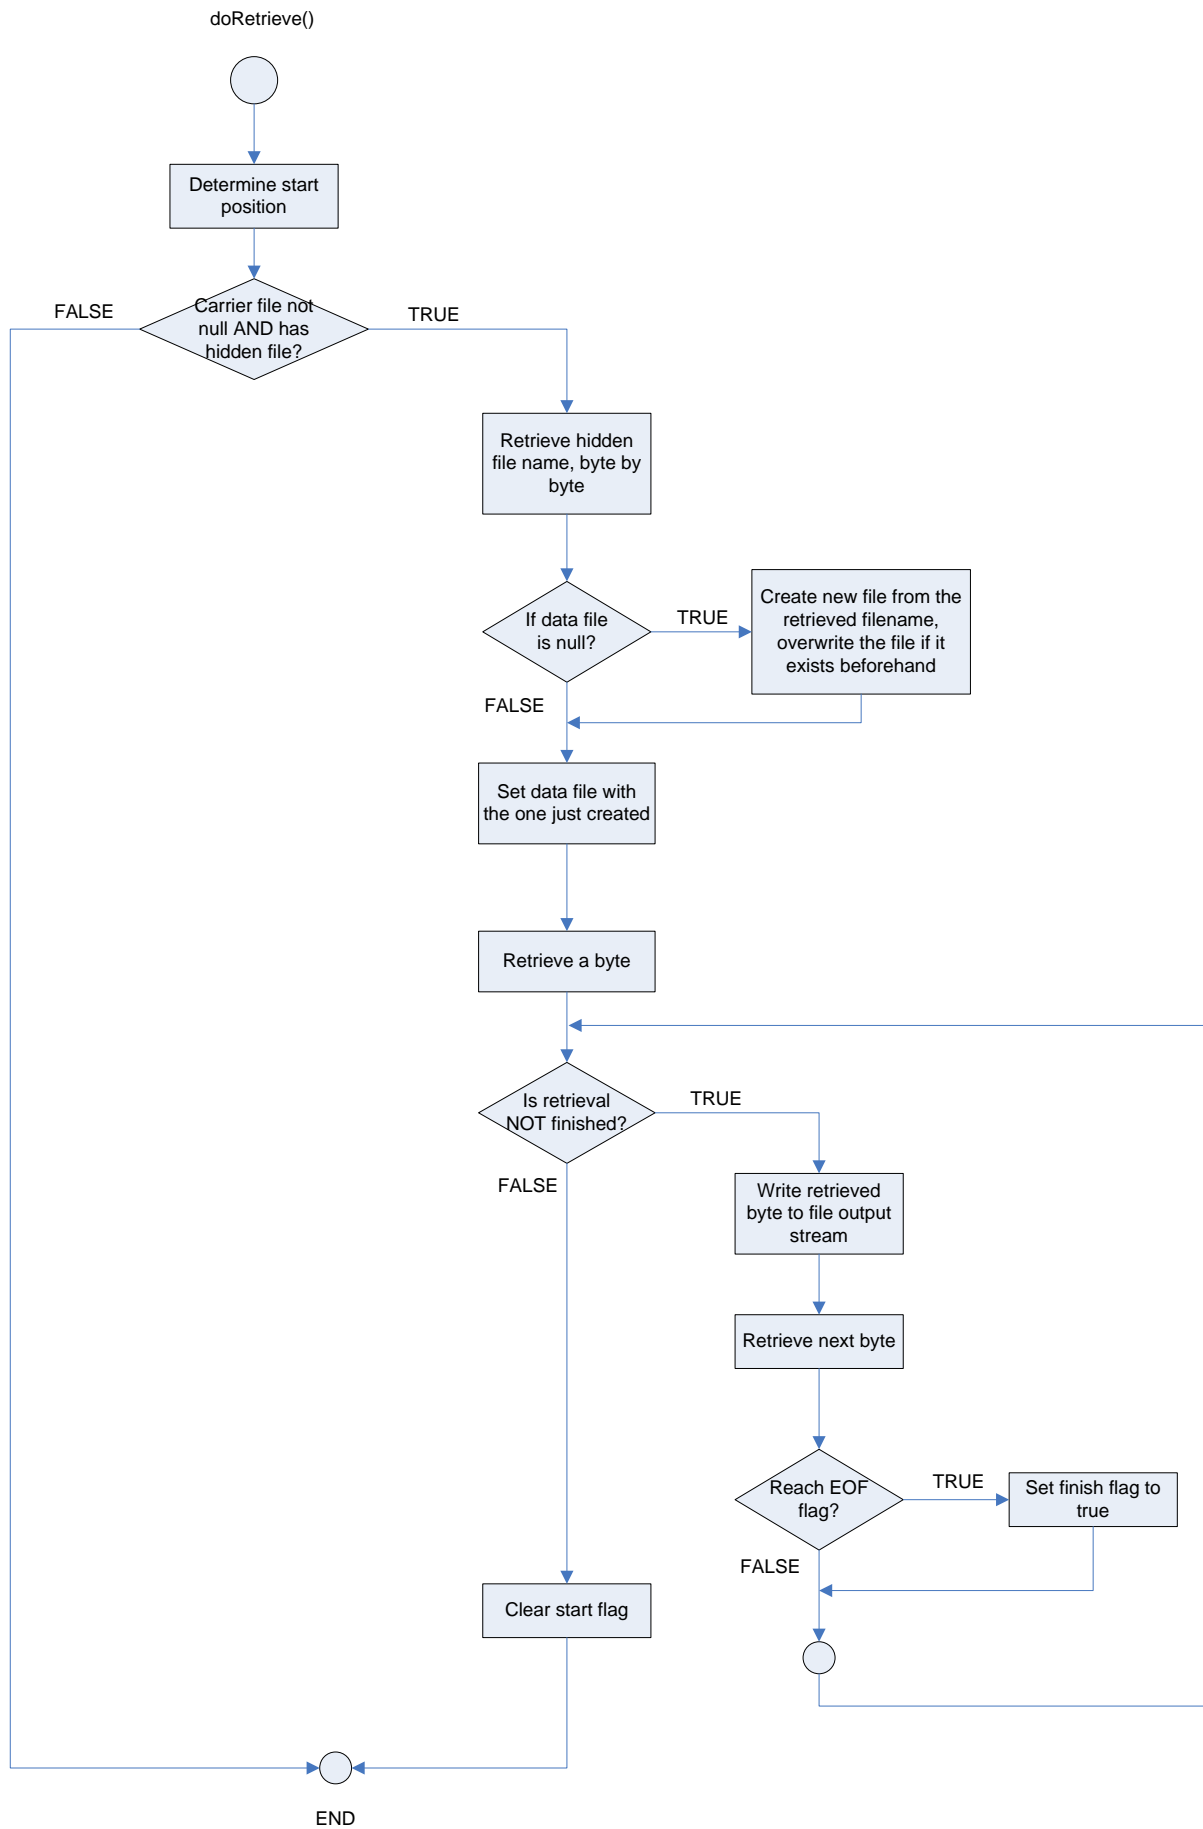 doRetrieve()
Determine start
position
FALSE
Carrier file not
null AND has
hidden file?
TRUE
Retrieve hidden
file name, byte by
byte
If data file
is null?
TRUE
Create new file from the
retrieved filename,
overwrite the file if it
exists beforehand
FALSE
Set data file with
the one just created
Retrieve a byte
Is retrieval
NOT finished?
TRUE
FALSE
Write retrieved
byte to file output
stream
Retrieve next byte
Reach EOF
flag?
TRUE
Set finish flag to
true
FALSE
Clear start flag
END